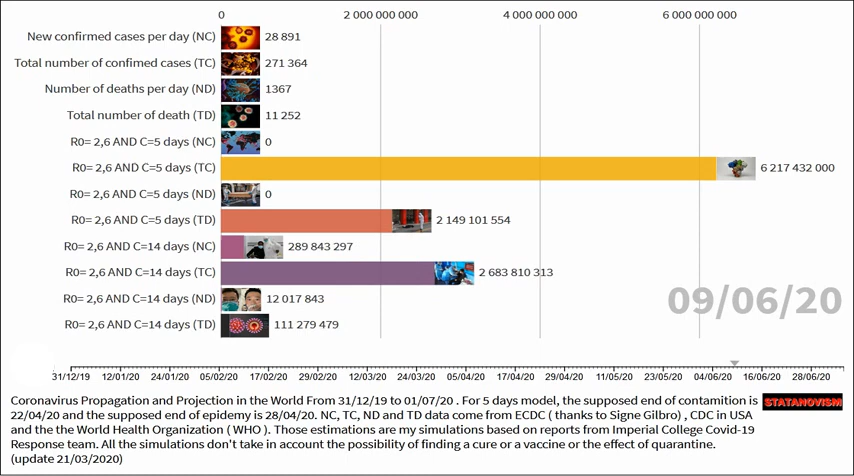 0 2 000 000 000 4 000 000 000 6 000 000 000
New confirmed cases per day (NC) 28 891
Total number of confimed cases (TC) 271 364
Number of deaths per day (ND) 1367
Total number of death (TD) 11 252
R0= 2,6 AND C=5 days (NC) 0
R0= 2,6 AND C=5 days (TC) 6 217 432 000
R0= 2,6 AND C=5 days (ND) 0
R0= 2,6 AND C=5 days (TD) 2 149 101 554
R0= 2,6 AND C=14 days (NC) 289 843 297
R0= 2,6 AND C=14 days (TC) 2 683 810 313
R0= 2,6 AND C=14 days (ND) 12 017 843
R0= 2,6 AND C=14 days (TD) 111 279 479
09/06/20
31/12/19 12/01/20 24/01/20 05/02/20 17/02/20 29/02/20 12/03/20 24/03/20 05/04/20 17/04/20 29/04/20 11/05/20 23/05/20 04/06/20 16/06/20 28/06/20
Coronavirus Propagation and Projection in the World From 31/12/19 to 01/07/20 . For 5 days model, the supposed end of contamition is
22/04/20 and the supposed end of epidemy is 28/04/20. NC, TC, ND and TD data come from ECDC ( thanks to Signe Gilbro) , CDC in USA
and the the World Health Organization ( WHO ). Those estimations are my simulations based on reports from Imperial College Covid-19
Response team. All the simulations don't take in account the possibility of finding a cure or a vaccine or the effect of quarantine.
(update 21/03/2020)
STATANOVISM